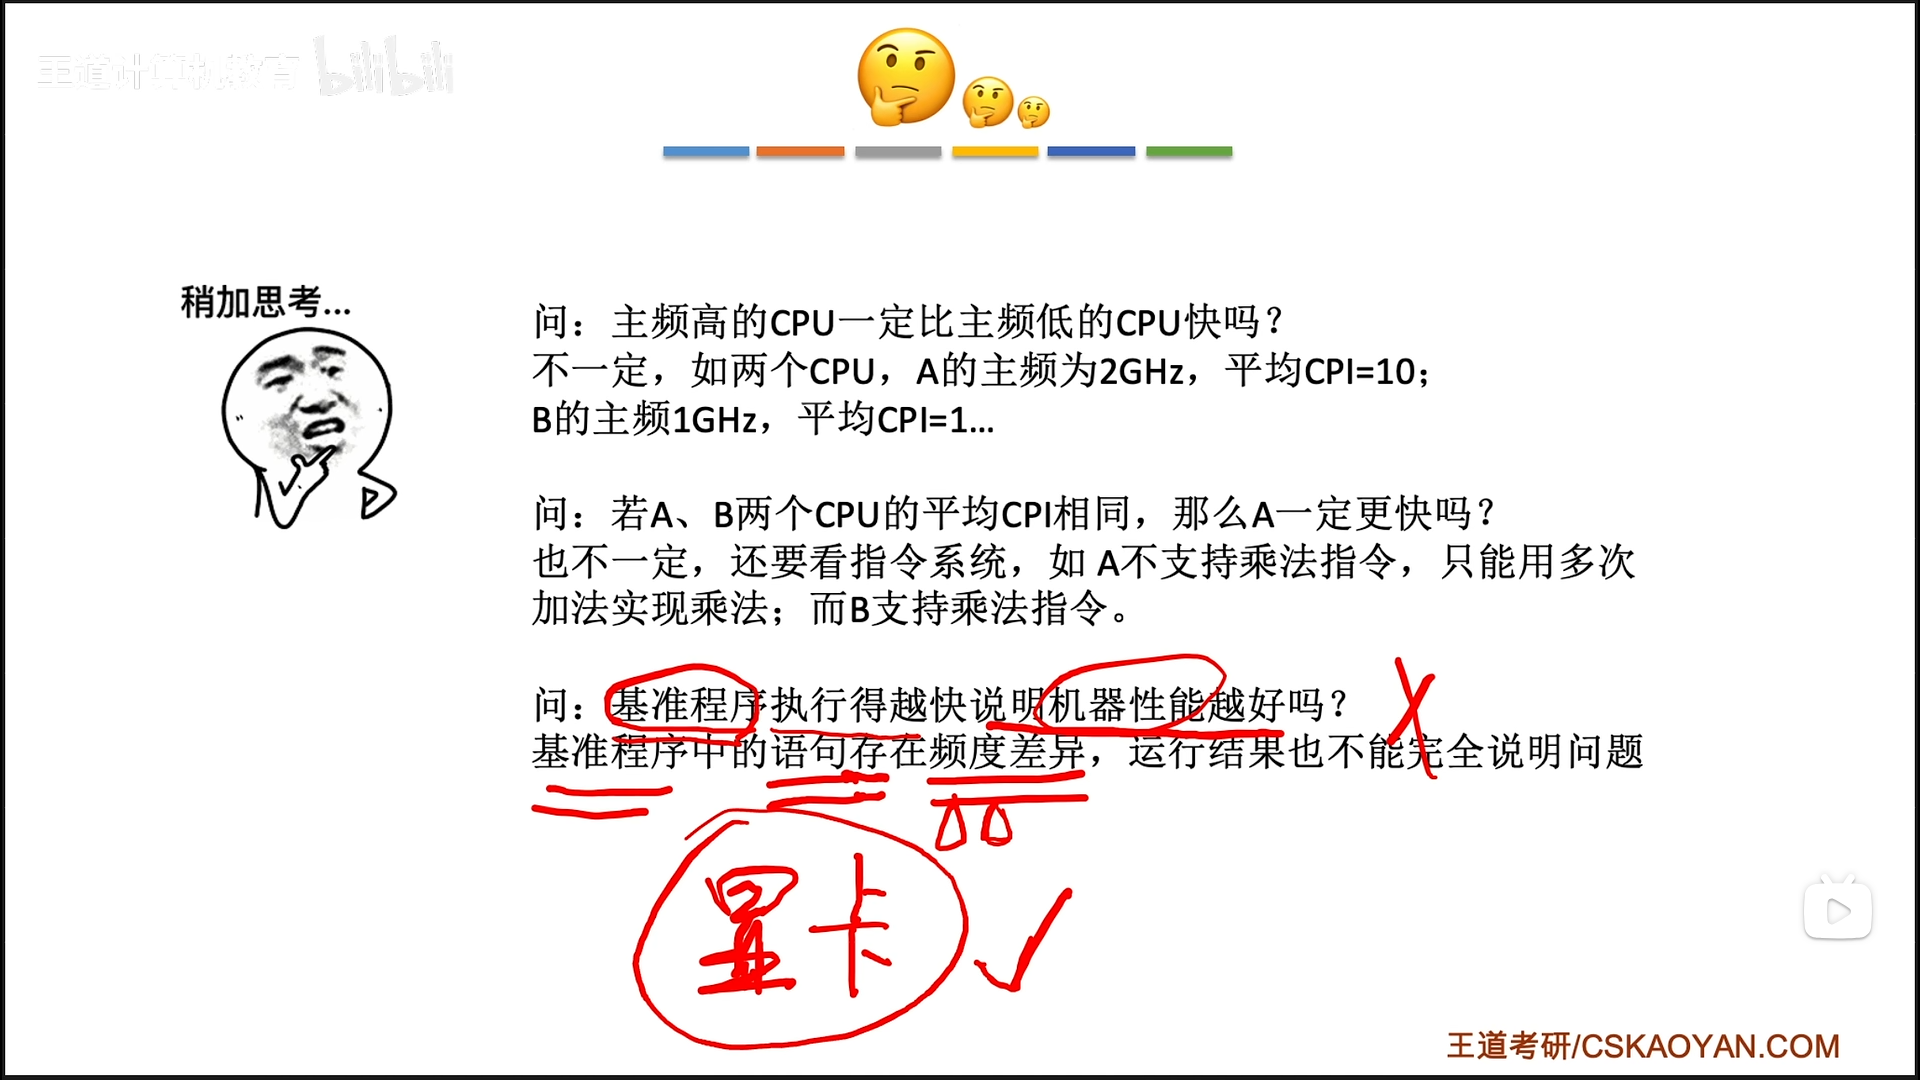 王道计算机教育 bilibili
稍加思考...
问：主频高的CPU一定比主频低的CPU快吗？
不一定，如两个CPU，A的主频为2GHz，平均CPI=10；
B的主频1GHz，平均CPI=1...
问：若A、B两个CPU的平均CPI相同，那么A一定更快吗？
也不一定，还要看指令系统，如 A不支持乘法指令，只能用多次
加法实现乘法；而B支持乘法指令。
问：基准程序执行得越快说明机器性能越好吗？
基准程序中的语句存在频度差异，运行结果也不能完全说明问题
显卡
王道考研/CSKAOYAN.COM